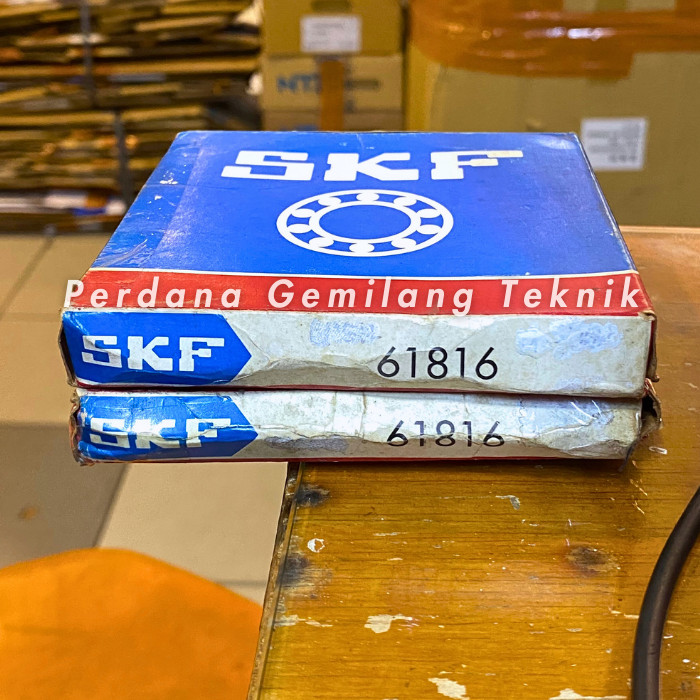 SKF
Perdana Gemilang Teknik
SKF
61816
SKF
61816